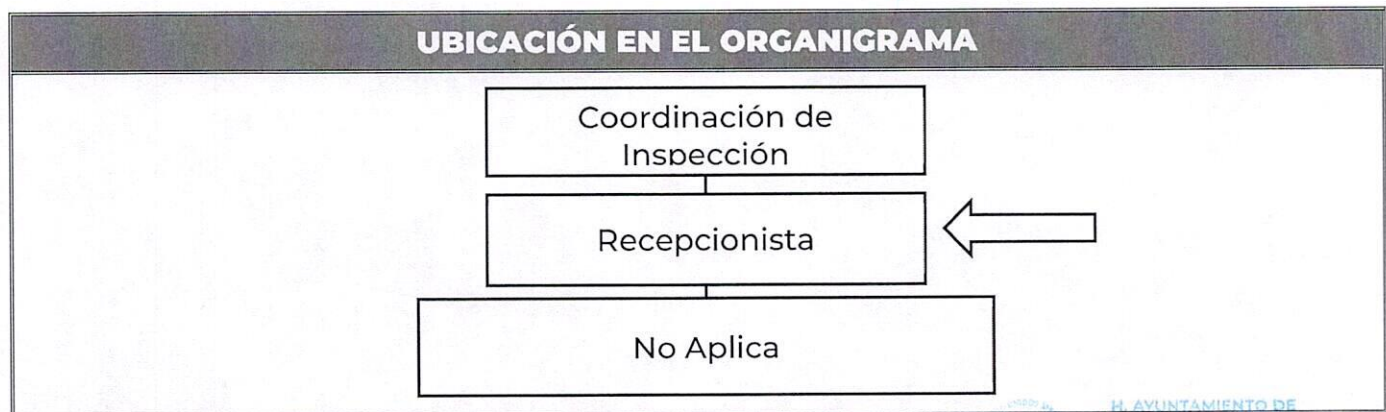 UBICACIÓN EN EL ORGANIGRAMA
Coordinación de
Inspección
Recepcionista
No Aplica
H. AYUNTAMIENTO DE